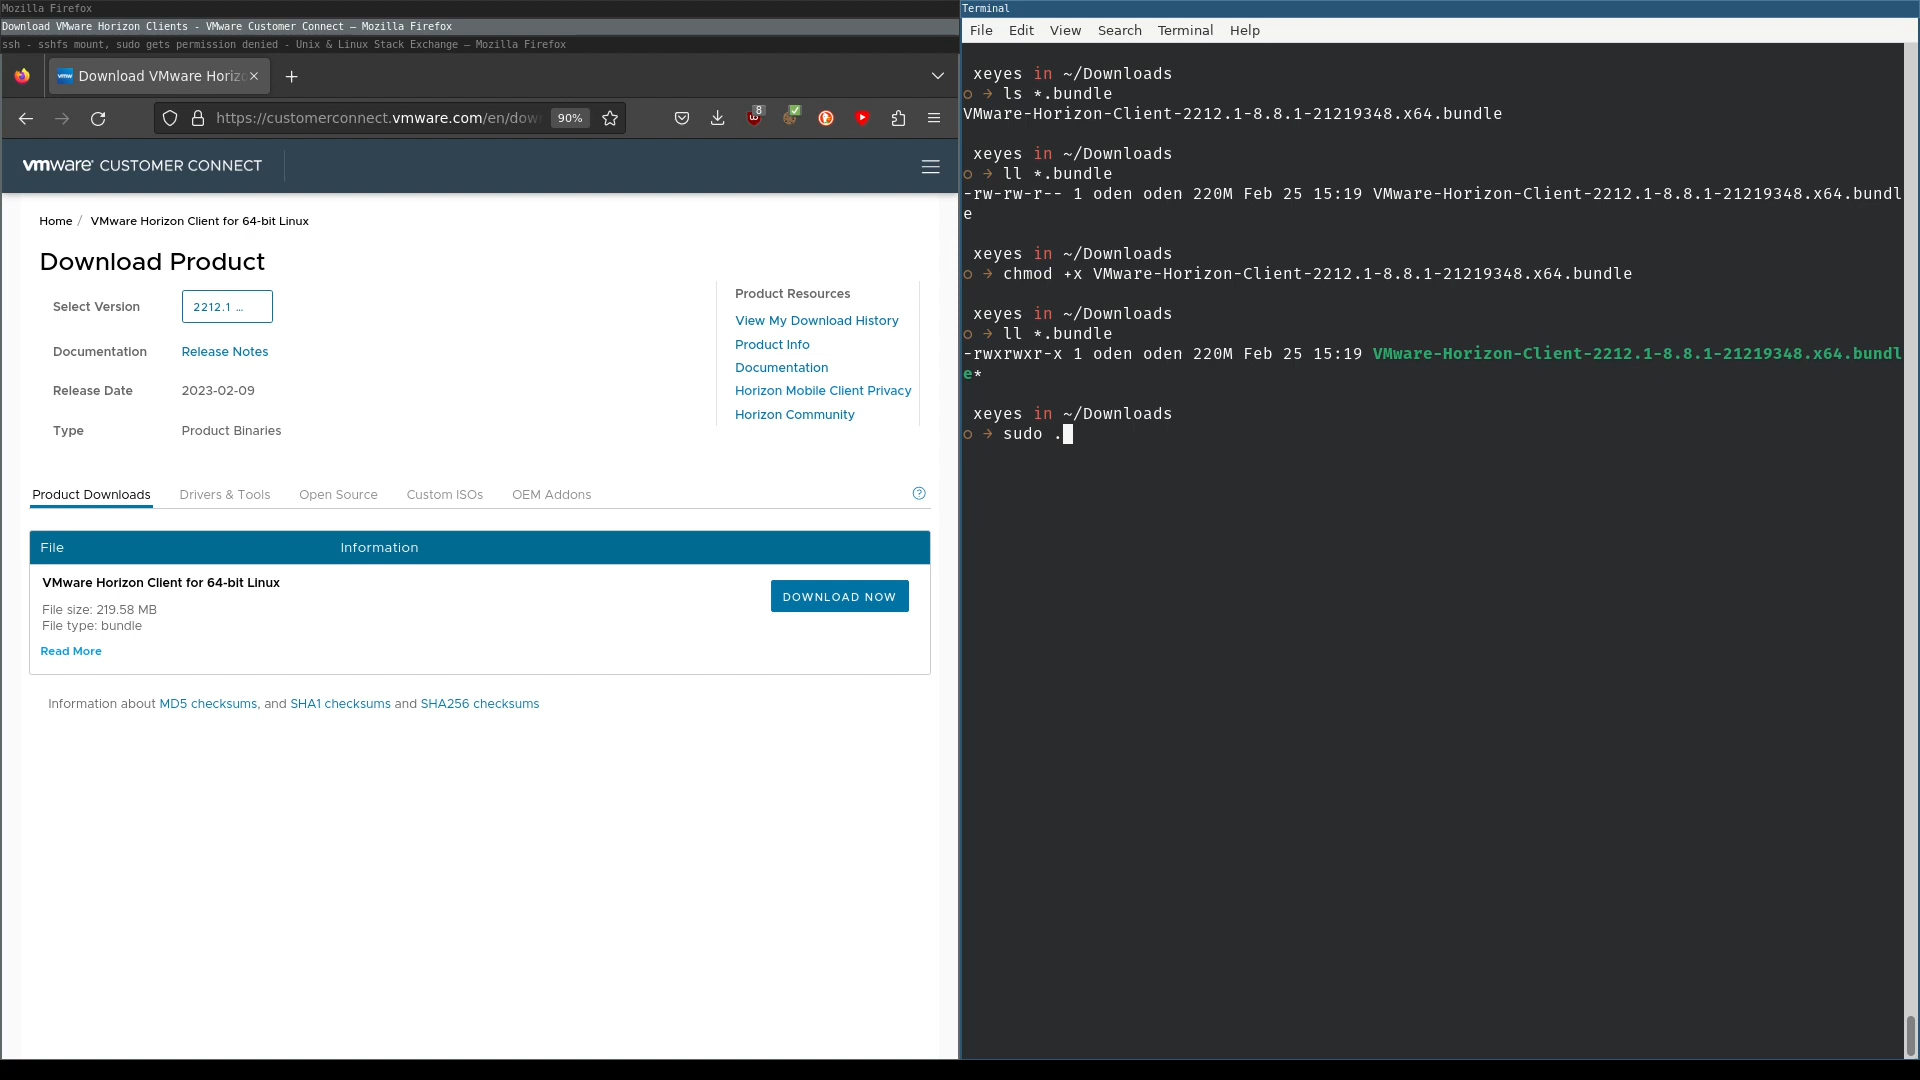 Mozilla Firefox
Download VMware Horizon Clients - VMware Customer Connect — Mozilla Firefox
ssh - sshfs mount, sudo gets permission denied - Unix & Linux Stack Exchange — Mozilla Firefox
vmw Download VMware Horiz
https://customerconnect.vmware.com/en/dow
90%
8
vmware CUSTOMER CONNECT
Home / VMware Horizon Client for 64-bit Linux
Download Product
Select Version 2212.1 ...
Documentation Release Notes
Release Date 2023-02-09
Type Product Binaries
Product Resources
View My Download History
Product Info
Documentation
Horizon Mobile Client Privacy
Horizon Community
Product Downloads Drivers & Tools Open Source Custom ISOs OEM Addons
File Information
VMware Horizon Client for 64-bit Linux
File size: 219.58 MB
File type: bundle
Read More
DOWNLOAD NOW
Information about MD5 checksums, and SHA1 checksums and SHA256 checksums
Terminal
File Edit View Search Terminal Help
xeyes in ~/Downloads
○ → ls *.bundle
VMware-Horizon-Client-2212.1-8.8.1-21219348.x64.bundle
xeyes in ~/Downloads
○ → ll *.bundle
-rw-rw-r-- 1 oden oden 220M Feb 25 15:19 VMware-Horizon-Client-2212.1-8.8.1-21219348.x64.bundl
e
xeyes in ~/Downloads
○ → chmod +x VMware-Horizon-Client-2212.1-8.8.1-21219348.x64.bundle
xeyes in ~/Downloads
○ → ll *.bundle
-rwxrwxr-x 1 oden oden 220M Feb 25 15:19 VMware-Horizon-Client-2212.1-8.8.1-21219348.x64.bundl
e*
xeyes in ~/Downloads
○ → sudo .